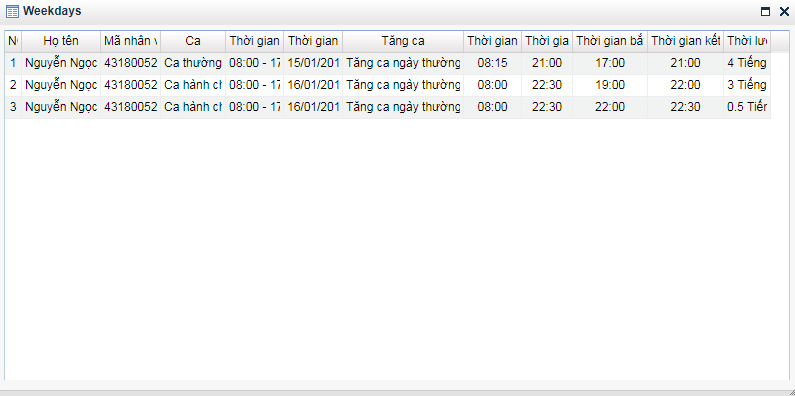 Weekdays
Họ tên Mã nhân Ca Thời gian Thời gian Tăng ca Thời gian Thời gia Thời gian bắ Thời gian kết Thời lư
1 Nguyễn Ngọc 43180052 Ca thường 08:00 - 17 15/01/201 Tăng ca ngày thường 08:15 21:00 17:00 21:00 4 Tiếng
2 Nguyễn Ngọc 43180052 Ca hành ch 08:00 - 17 16/01/201 Tăng ca ngày thường 08:00 22:30 19:00 22:00 3 Tiếng
3 Nguyễn Ngọc 43180052 Ca hành ch 08:00 - 17 16/01/201 Tăng ca ngày thường 08:00 22:30 22:00 22:30 0.5 Tiến